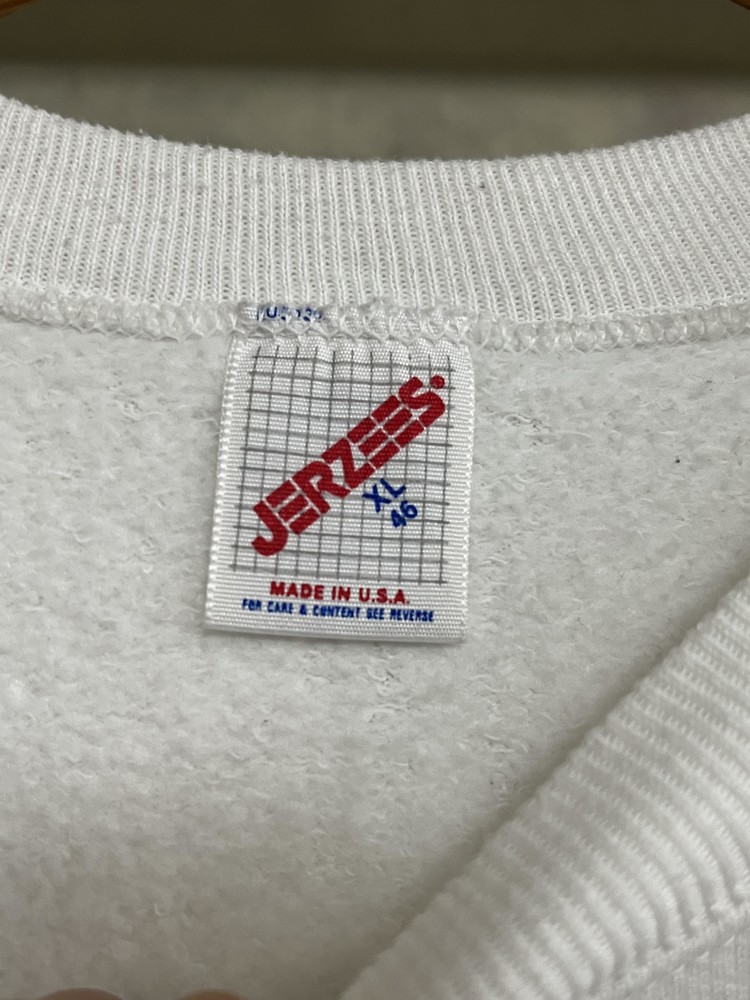 JERZEES
XL
46
MADE IN U.S.A.
FOR CARE & CONTENT SEE REVERSE